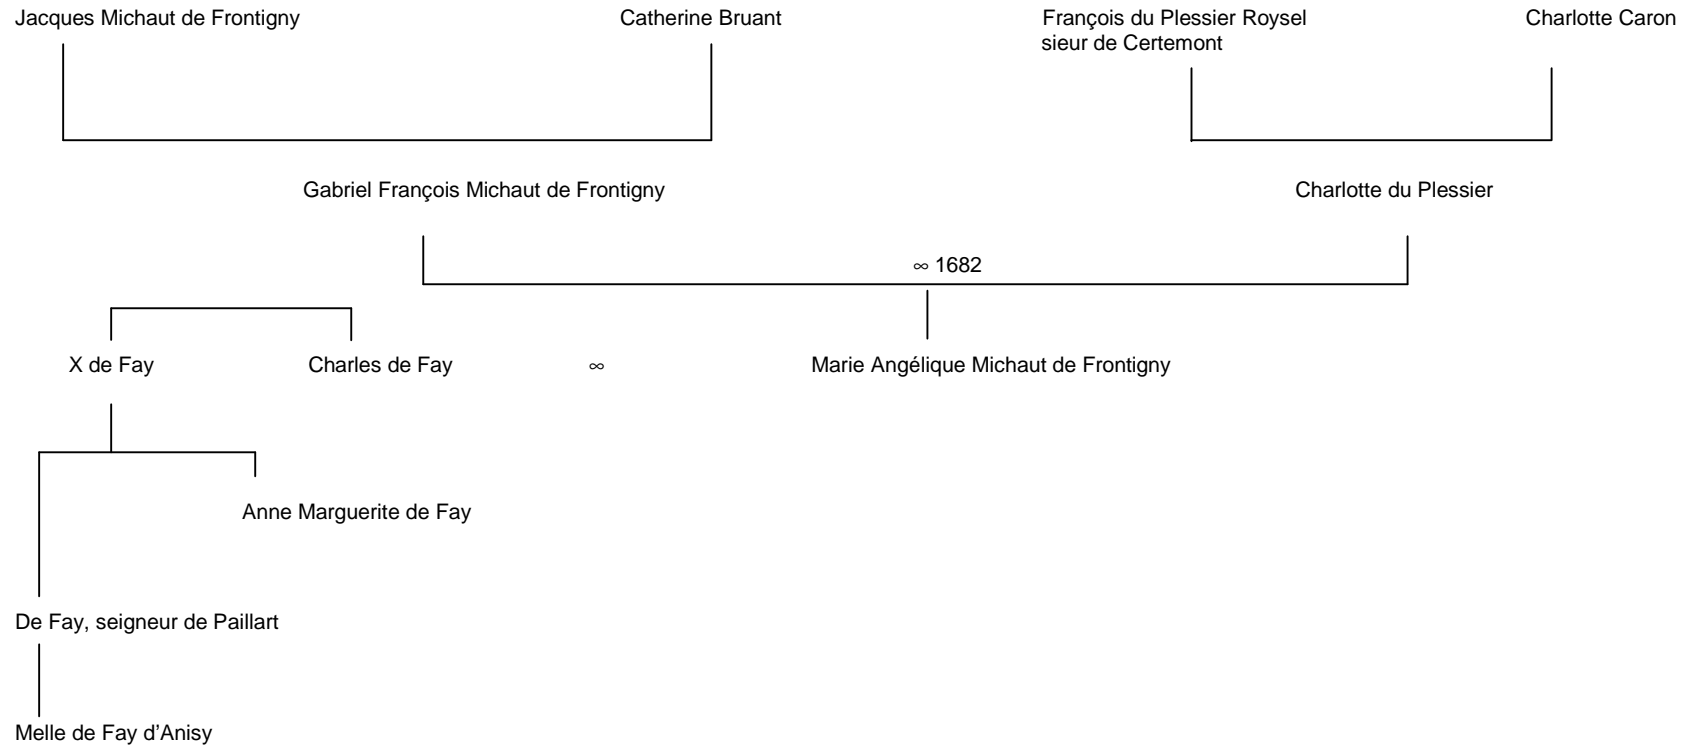 Jacques Michaut de Frontigny
Catherine Bruant
François du Plessier Roysel
sieur de Certemont
Charlotte Caron
Gabriel François Michaut de Frontigny
Charlotte du Plessier
∞ 1682
X de Fay
Charles de Fay
∞
Marie Angélique Michaut de Frontigny
Anne Marguerite de Fay
De Fay, seigneur de Paillart
Melle de Fay d’Anisy